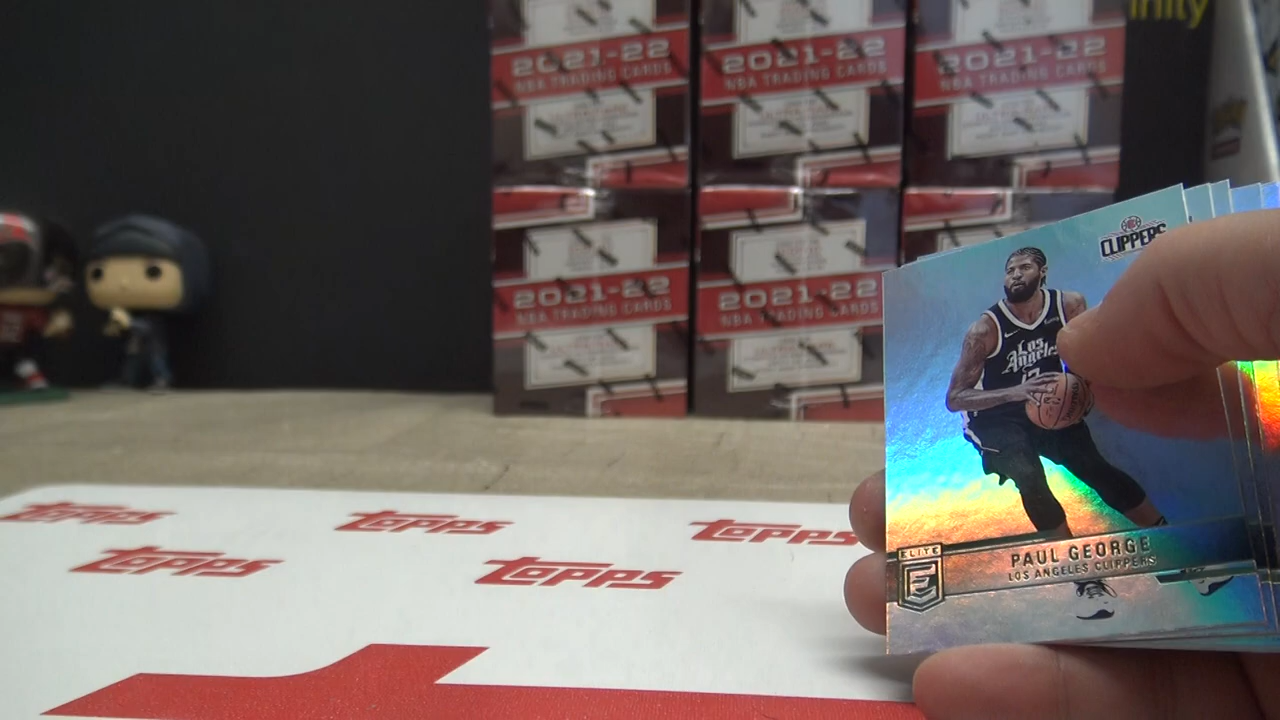 inity
2021-22
NBA TRADING CARDS
2021-22
NBA TRADING CARDS
2021-22
NBA TRADING CARDS
2021-22
NBA TRADING CARDS
2021-22
NBA TRADING CARDS
CLIPPERS
Los
Angeles
ELITE
E
PAUL GEORGE
LOS ANGELES CLIPPERS
Topps
Topps
Topps
Topps
Topps